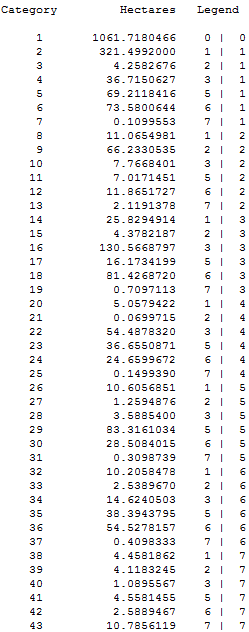 Category Hectares Legend
1 1061.7180466 0 | 0
2 321.4992000 1 | 1
3 4.2582676 2 | 1
4 36.7150627 3 | 1
5 69.2118416 5 | 1
6 73.5800644 6 | 1
7 0.1099553 7 | 1
8 11.0654981 1 | 2
9 66.2330535 2 | 2
10 7.7668401 3 | 2
11 7.0171451 5 | 2
12 11.8651727 6 | 2
13 2.1191378 7 | 2
14 25.8294914 1 | 3
15 4.3782187 2 | 3
16 130.5668797 3 | 3
17 16.1734199 5 | 3
18 81.4268720 6 | 3
19 0.7097113 7 | 3
20 5.0579422 1 | 4
21 0.0699715 2 | 4
22 54.4878320 3 | 4
23 36.6550871 5 | 4
24 24.6599672 6 | 4
25 0.1499390 7 | 4
26 10.6056851 1 | 5
27 1.2594876 2 | 5
28 3.5885400 3 | 5
29 83.3161034 5 | 5
30 28.5084015 6 | 5
31 0.3098739 7 | 5
32 10.2058478 1 | 6
33 2.5389670 2 | 6
34 14.6240503 3 | 6
35 38.3943795 5 | 6
36 54.5278157 6 | 6
37 0.4098333 7 | 6
38 4.4581862 1 | 7
39 4.1183245 2 | 7
40 1.0895567 3 | 7
41 4.5581455 5 | 7
42 2.5889467 6 | 7
43 10.7856119 7 | 7